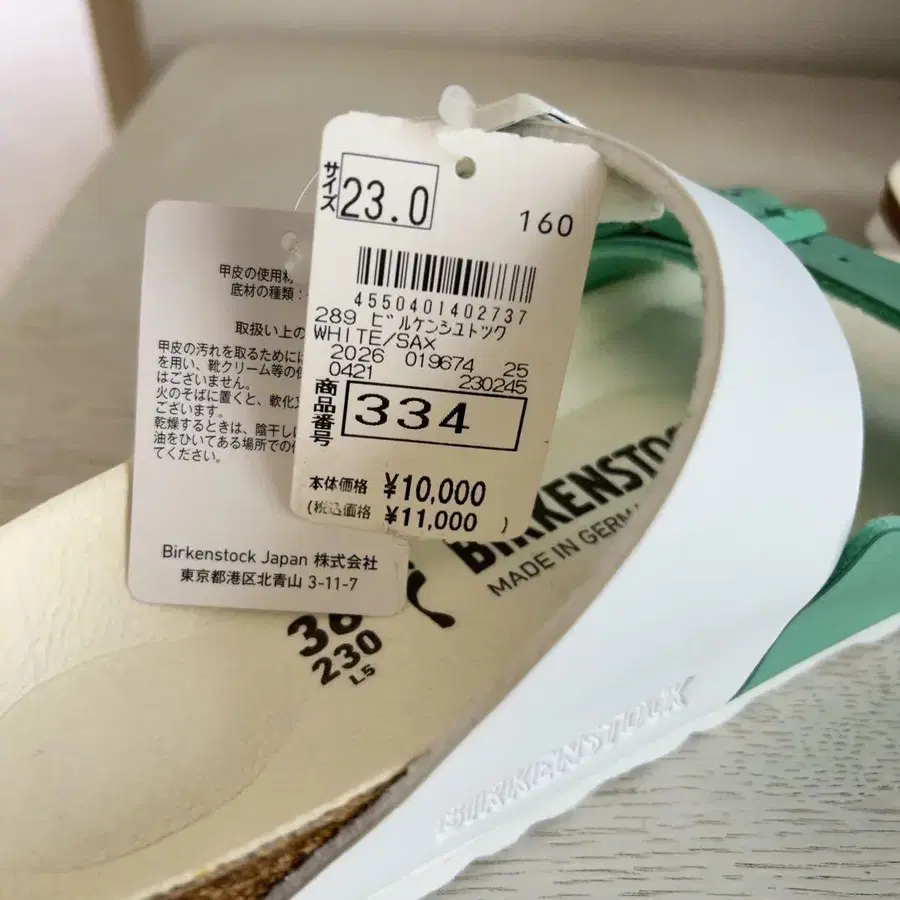 サイズ
23.0
160
4550401402737
289 ビルケンシュトック
WHITE/SAX
2026 019674 25
0421 230245
商品番号
334
本体価格 ¥10,000
(税込価格 ¥11,000 )
甲皮の使用
底材の種類：
取扱い上の
甲皮の汚れを取るためには
を用い、靴クリーム等の
はございません。
火のそばに置くと、軟化
ございます。
乾燥するときは、陰干し
油をひいてある場所での
てください。
Birkenstock Japan 株式会社
東京都港区北青山 3-11-7
BIRKENSTOC
MADE IN GERMA
36
230
L5
BIRKENSTOCK